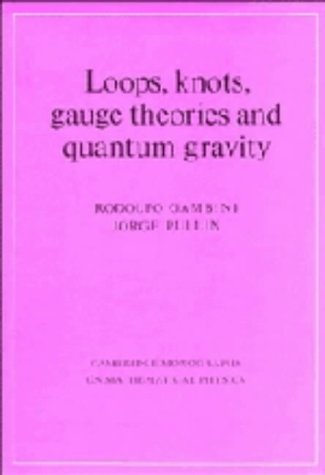 Loops, knots,
gauge theories and
quantum gravity
RODOLFO GAMBINI
JORGE PULLIN
CAMBRIDGE MONOGRAPHS
ON MATHEMATICAL PHYSICS